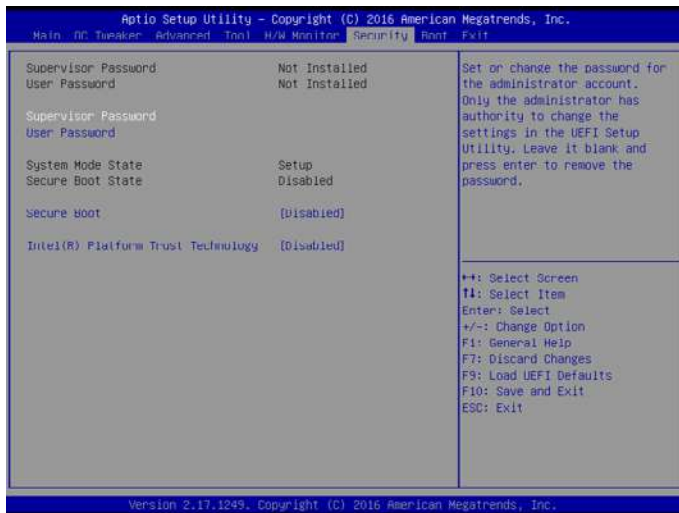 Aptio Setup Utility – Copyright (C) 2016 American Megatrends, Inc.
Main OC Tweaker Advanced Tool H/W Monitor Security Boot Exit
Supervisor Password Not Installed
User Password Not Installed
Supervisor Password
User Password
System Mode State Setup
Secure Boot State Disabled
Secure Boot [Disabled]
Intel(R) Platform Trust Technology [Disabled]
Set or change the password for
the administrator account.
Only the administrator has
authority to change the
settings in the UEFI Setup
Utility. Leave it blank and
press enter to remove the
password.
↔: Select Screen
↑↓: Select Item
Enter: Select
+/-: Change Option
F1: General Help
F7: Discard Changes
F9: Load UEFI Defaults
F10: Save and Exit
ESC: Exit
Version 2.17.1249. Copyright (C) 2016 American Megatrends, Inc.